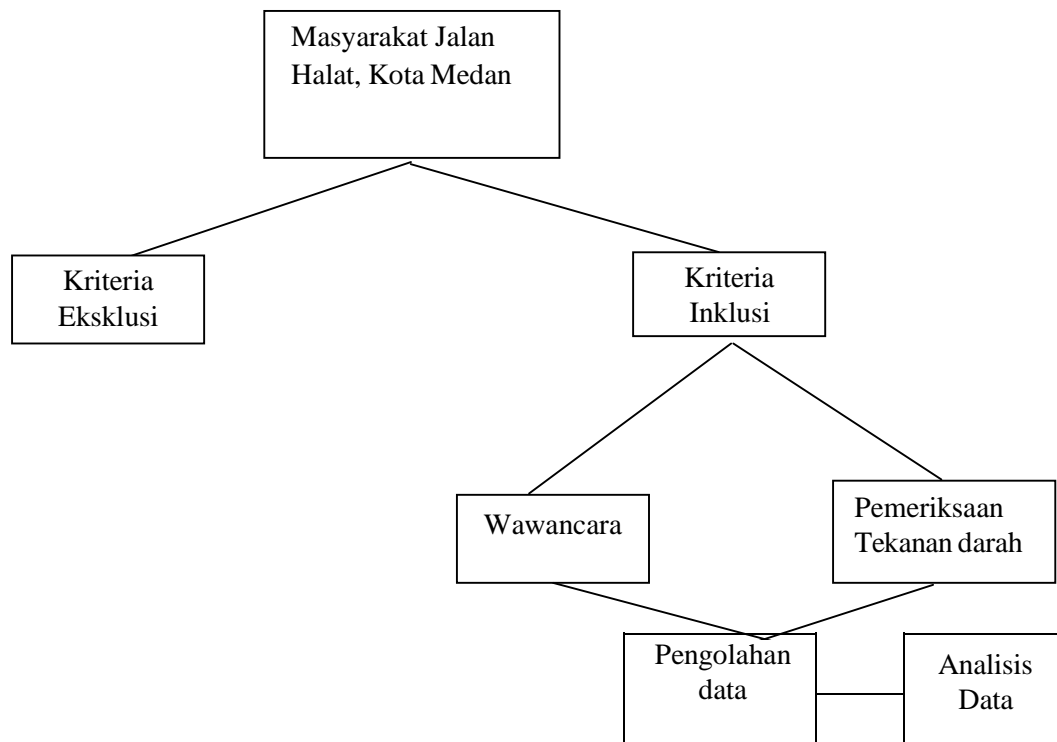 Masyarakat Jalan
Halat, Kota Medan
Kriteria
Eksklusi
Kriteria
Inklusi
Wawancara
Pemeriksaan
Tekanan darah
Pengolahan
data
Analisis
Data